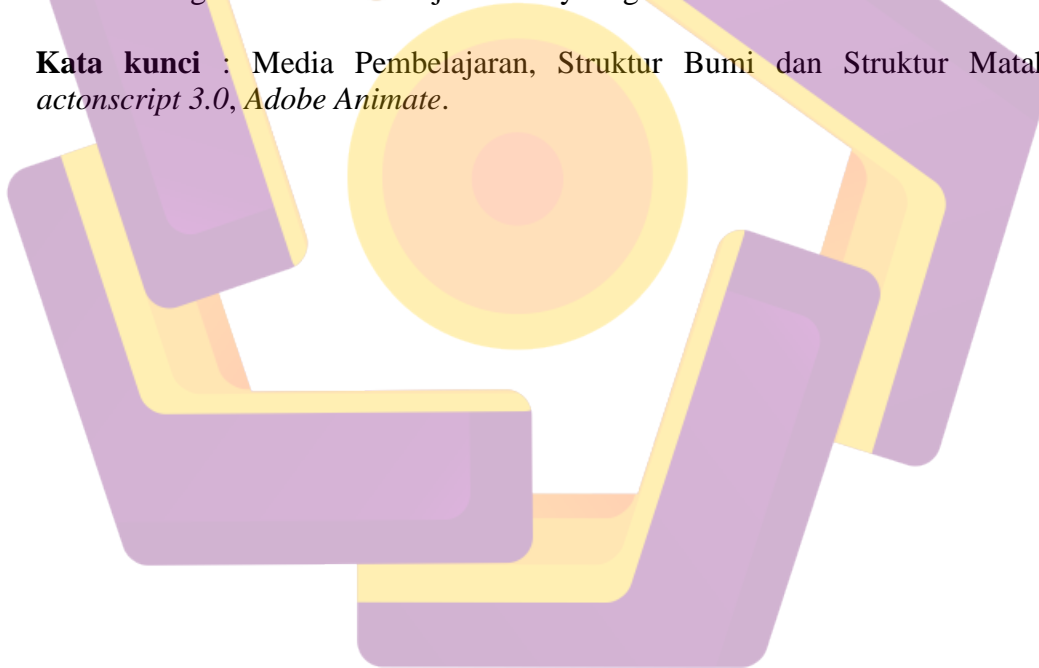 Kata kunci : Media Pembelajaran, Struktur Bumi dan Struktur
actonscript 3.0, Adobe Animate.